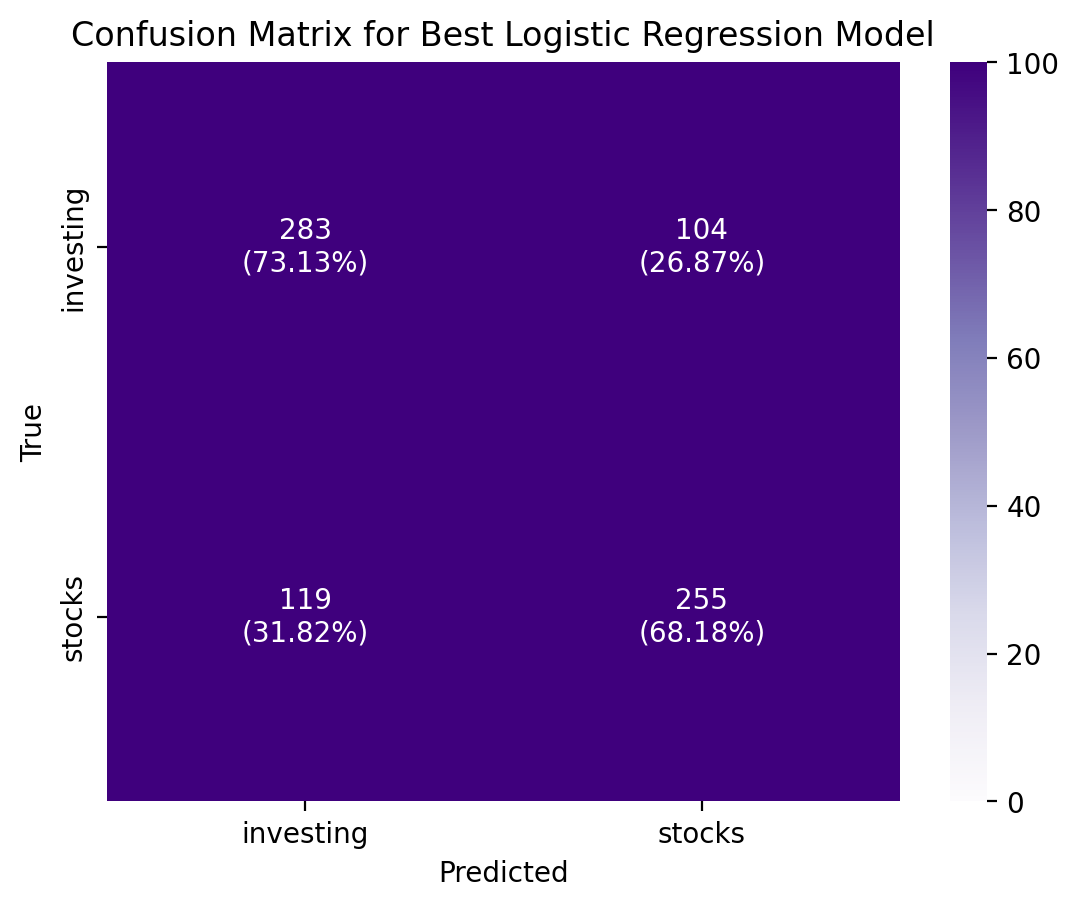 Confusion Matrix for Best Logistic Regression Model
True
investing
283
(73.13%)
104
(26.87%)
stocks
119
(31.82%)
255
(68.18%)
investing
stocks
Predicted
100
80
60
40
20
0